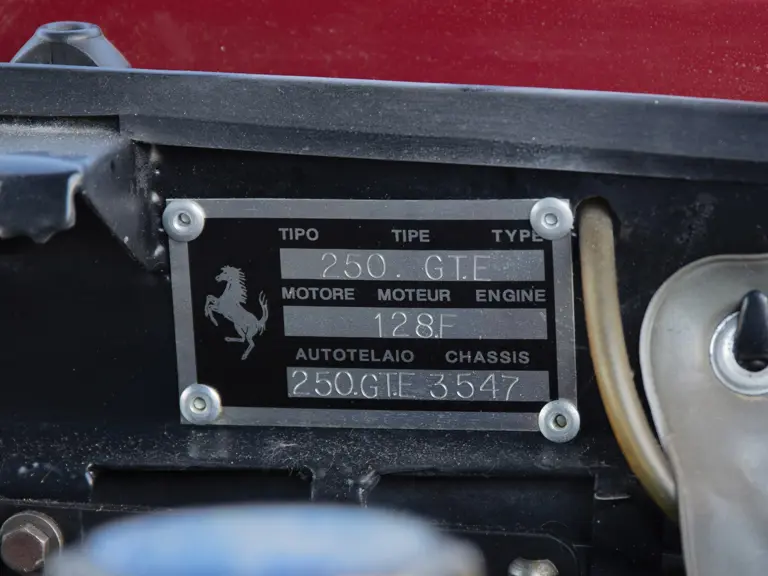 TIPO TIPE TYPE
250. GT.E
MOTORE MOTEUR ENGINE
128.F
AUTOTELAIO CHASSIS
250.GT.E 3547